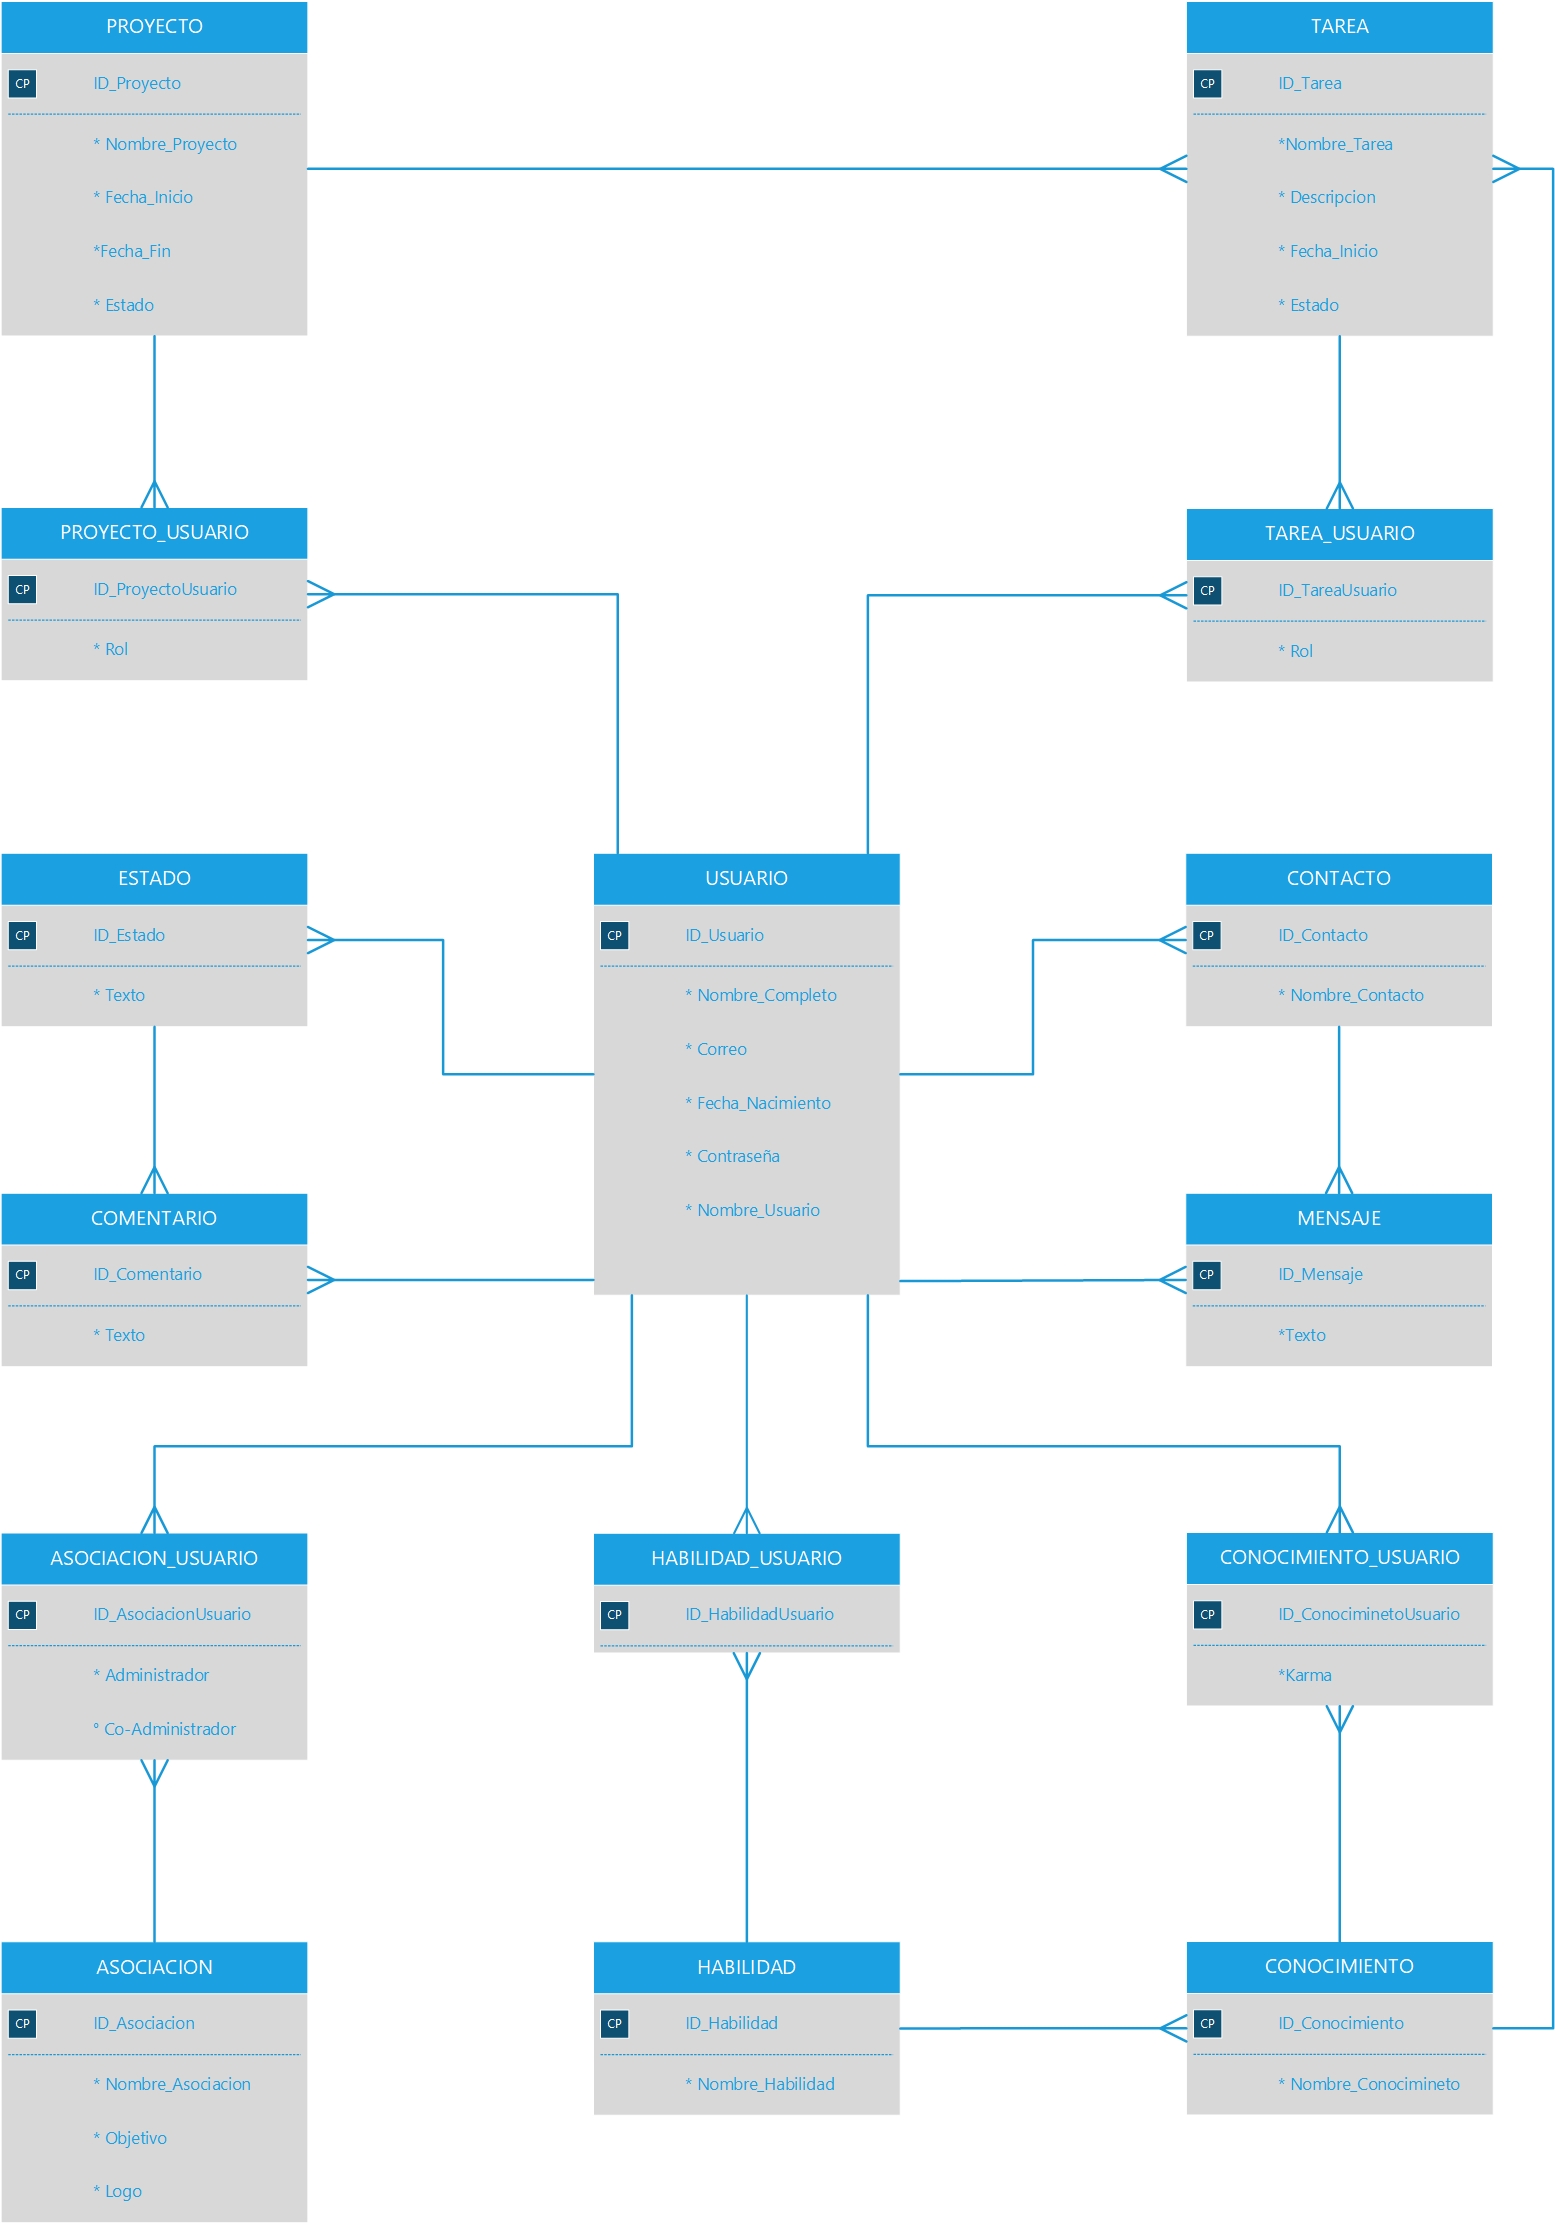 PROYECTO
CP ID_Proyecto
* Nombre_Proyecto
* Fecha_Inicio
*Fecha_Fin
* Estado
TAREA
CP ID_Tarea
*Nombre_Tarea
* Descripcion
* Fecha_Inicio
* Estado
PROYECTO_USUARIO
CP ID_ProyectoUsuario
* Rol
TAREA_USUARIO
CP ID_TareaUsuario
* Rol
ESTADO
CP ID_Estado
* Texto
USUARIO
CP ID_Usuario
* Nombre_Completo
* Correo
* Fecha_Nacimiento
* Contraseña
* Nombre_Usuario
CONTACTO
CP ID_Contacto
* Nombre_Contacto
COMENTARIO
CP ID_Comentario
* Texto
MENSAJE
CP ID_Mensaje
*Texto
ASOCIACION_USUARIO
CP ID_AsociacionUsuario
* Administrador
° Co-Administrador
HABILIDAD_USUARIO
CP ID_HabilidadUsuario
CONOCIMIENTO_USUARIO
CP ID_ConociminetoUsuario
*Karma
ASOCIACION
CP ID_Asociacion
* Nombre_Asociacion
* Objetivo
* Logo
HABILIDAD
CP ID_Habilidad
* Nombre_Habilidad
CONOCIMIENTO
CP ID_Conocimiento
* Nombre_Conocimineto